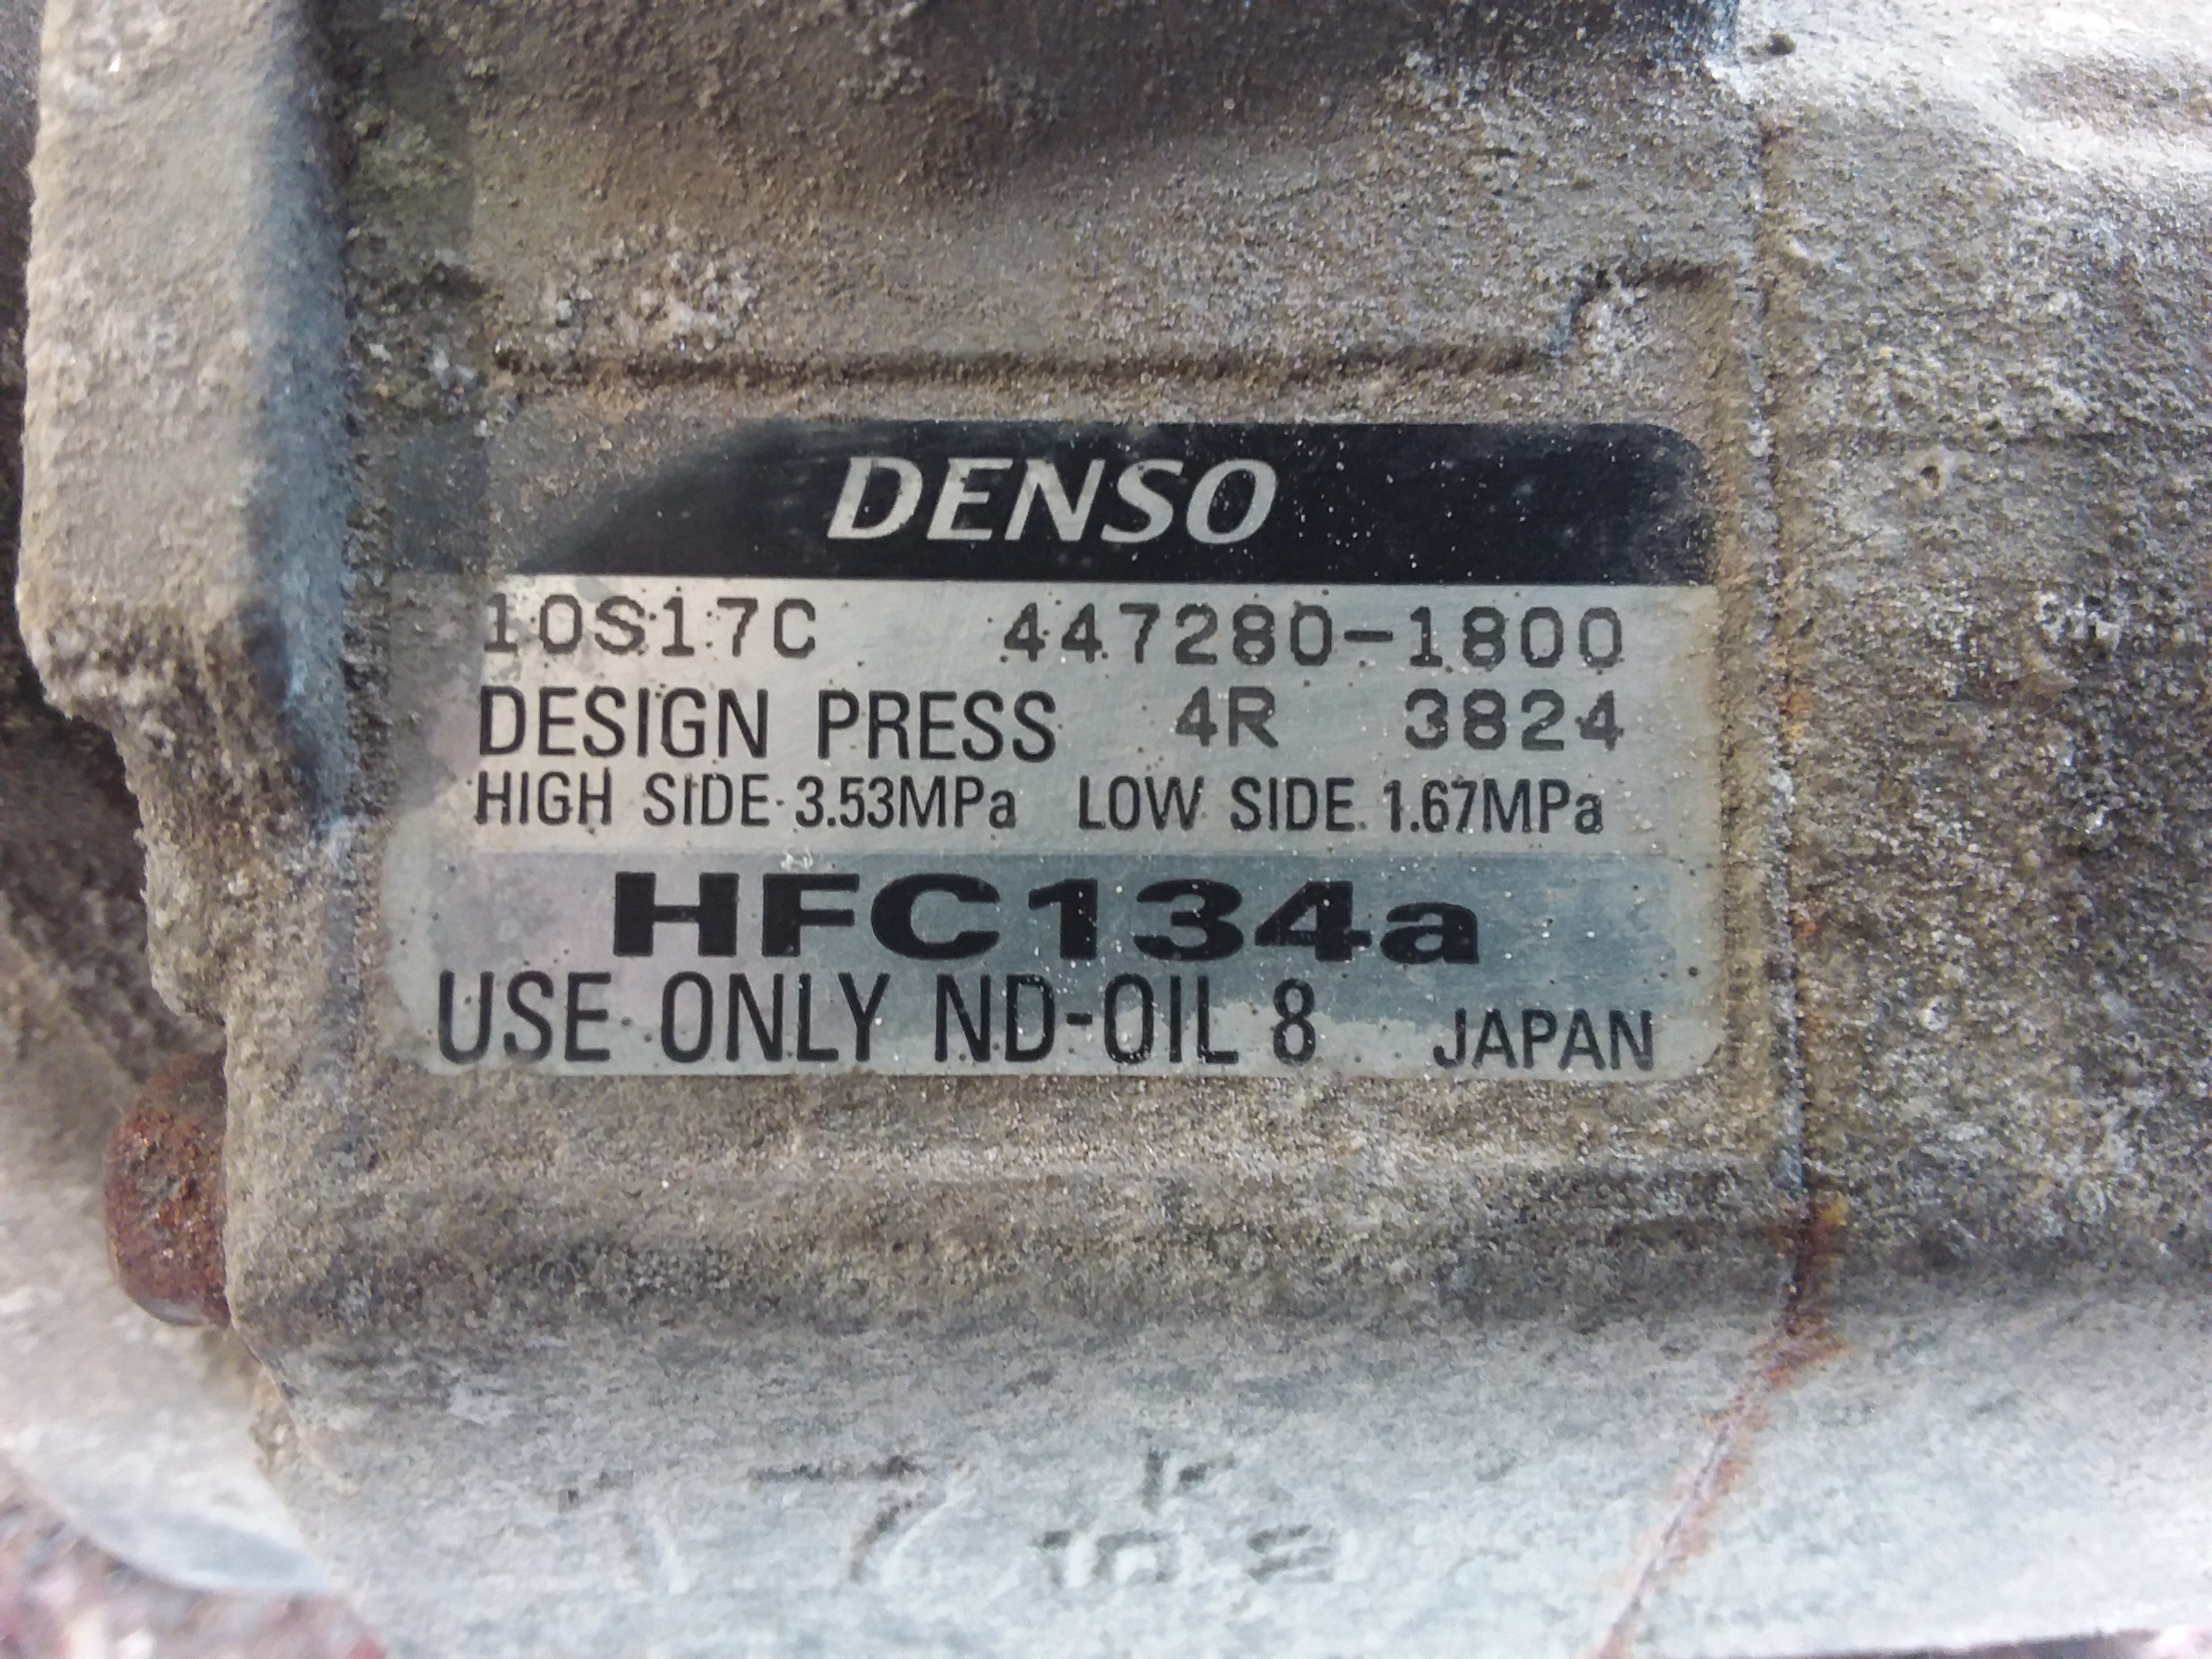 DENSO
10S17C 447280-1800
DESIGN PRESS 4R 3824
HIGH SIDE 3.53MPa LOW SIDE 1.67MPa
HFC134a
USE ONLY ND-OIL 8 JAPAN
17